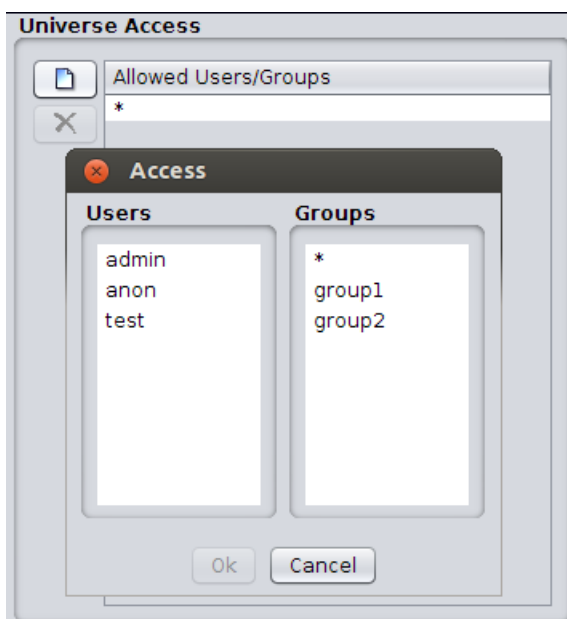 Universe Access
Allowed Users/Groups
*
Access
Users Groups
admin *
anon group1
test group2
Ok Cancel